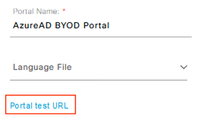 Portal Name: *
AzureAD BYOD Portal
Language File
Portal test URL